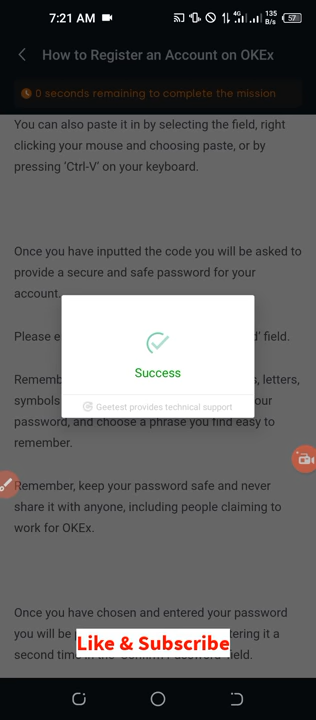 7:21 AM
4G
135
B/s
57
How to Register an Account on OKEx
0 seconds remaining to complete the mission
You can also paste it in by selecting the field, right
clicking your mouse and choosing paste, or by
pressing ‘Ctrl-V’ on your keyboard.
Once you have inputted the code you will be asked to
provide a secure and safe password for your
account.
Please e d’ field.
Rememb s, letters,
symbols our
password, and choose a phrase you find easy to
remember.
Success
Geetest provides technical support
Remember, keep your password safe and never
share it with anyone, including people claiming to
work for OKEx.
Once you have chosen and entered your password
you will be tering it a
Like & Subscribe
second time field.